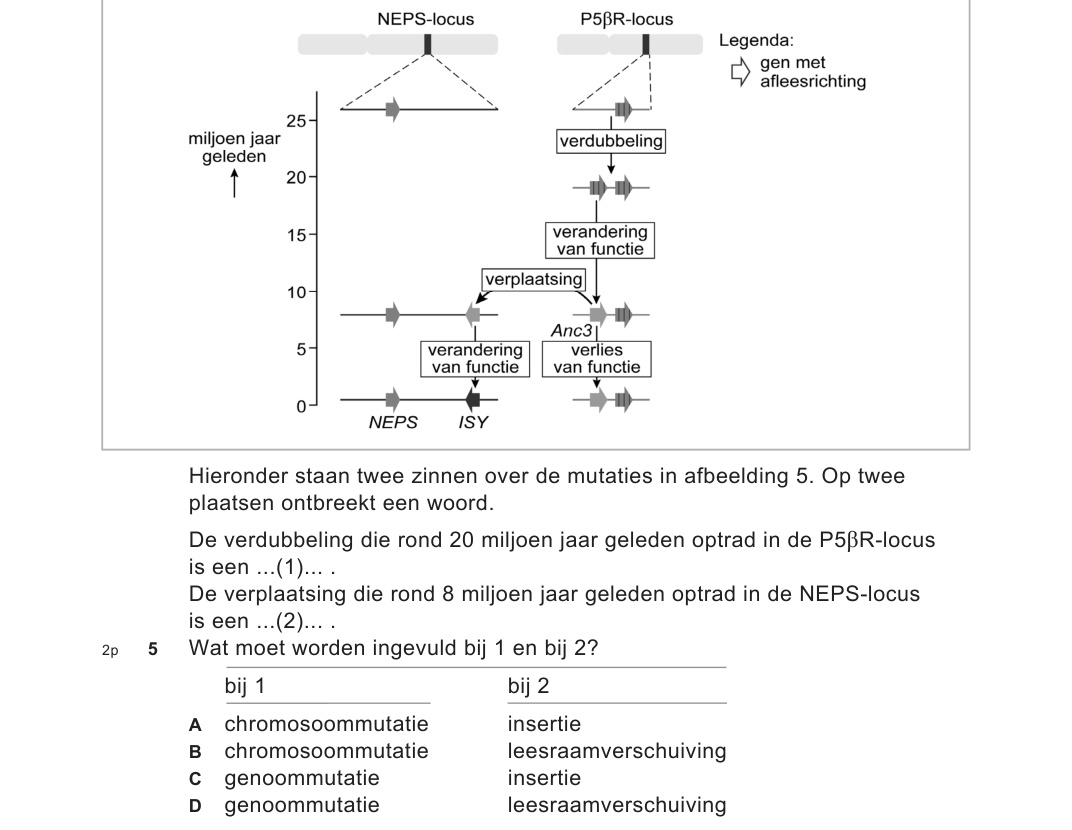 NEPS-locus P5βR-locus
Legenda:
gen met
afleesrichting
25
miljoen jaar
geleden
verdubbeling
20
15
verandering
van functie
verplaatsing
10
Anc3
5
verandering
van functie
verlies
van functie
0
NEPS ISY
Hieronder staan twee zinnen over de mutaties in afbeelding 5. Op twee
plaatsen ontbreekt een woord.
De verdubbeling die rond 20 miljoen jaar geleden optrad in de P5βR-locus
is een ...(1)... .
De verplaatsing die rond 8 miljoen jaar geleden optrad in de NEPS-locus
is een ...(2)... .
2p 5 Wat moet worden ingevuld bij 1 en bij 2?
bij 1 bij 2
A chromosoommutatie insertie
B chromosoommutatie leesraamverschuiving
C genoommutatie insertie
D genoommutatie leesraamverschuiving